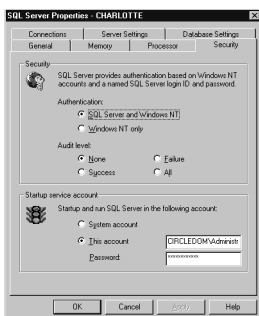 SQL Server Properties - CHARLOTTE
Connections Server Settings Database Settings
General Memory Processor Security
Security
SQL Server provides authentication based on Windows NT
accounts and a named SQL Server login ID and password.
Authentication:
SQL Server and Windows NT
Windows NT only
Audit level:
None Failure
Success All
Startup service account
Startup and run SQL Server in the following account:
System account
This account CIRCLEDOM\Administr
Password: ***********
OK Cancel Apply Help